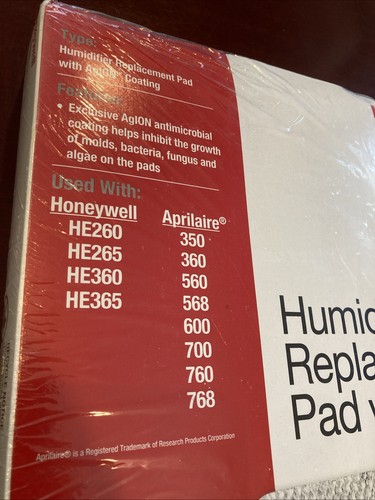 Type:
Humidifier Replacement Pad
with AgION® Coating
Features:
• Exclusive AgION antimicrobial
coating helps inhibit the growth
of molds, bacteria, fungus and
algae on the pads
Used With:
Honeywell
HE260
HE265
HE360
HE365
Aprilaire®
350
360
560
568
600
700
760
768
Aprilaire® is a Registered Trademark of Research Products Corporation
Humid
Repla
Pad